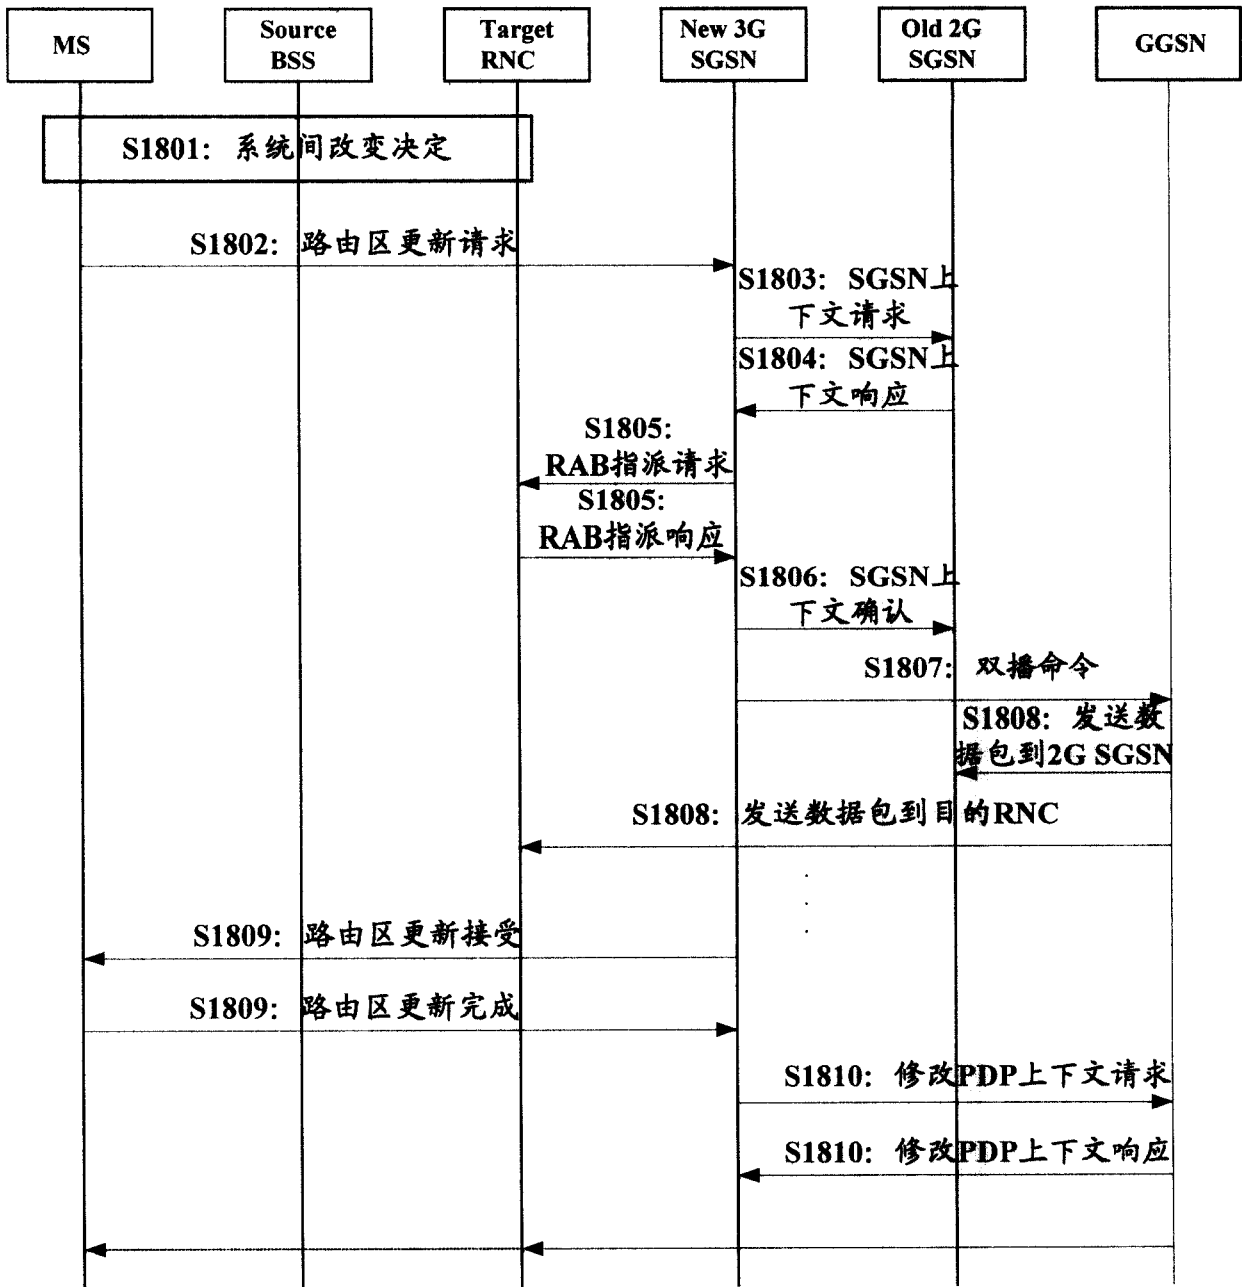 MS
Source
BSS
Target
RNC
New 3G
SGSN
Old 2G
SGSN
GGSN
S1801: 系统间改变决定
S1802: 路由区更新请求
S1803: SGSN上
下文请求
S1804: SGSN上
下文响应
S1805:
RAB指派请求
S1805:
RAB指派响应
S1806: SGSN上
下文确认
S1807: 双播命令
S1808: 发送数
据包到2G SGSN
S1808: 发送数据包到目的RNC
S1809: 路由区更新接受
S1809: 路由区更新完成
S1810: 修改PDP上下文请求
S1810: 修改PDP上下文响应